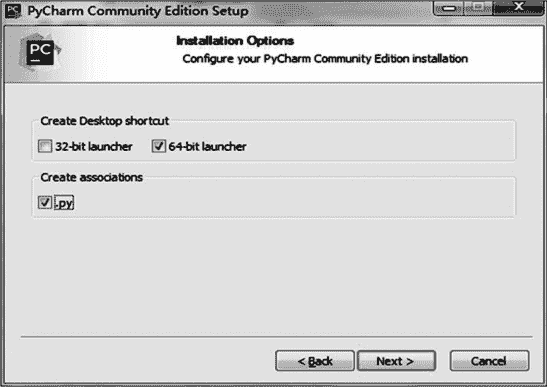 PC PyCharm Community Edition Setup
PC
Installation Options
Configure your PyCharm Community Edition installation
Create Desktop shortcut
32-bit launcher 64-bit launcher
Create associations
.py
< Back Next > Cancel